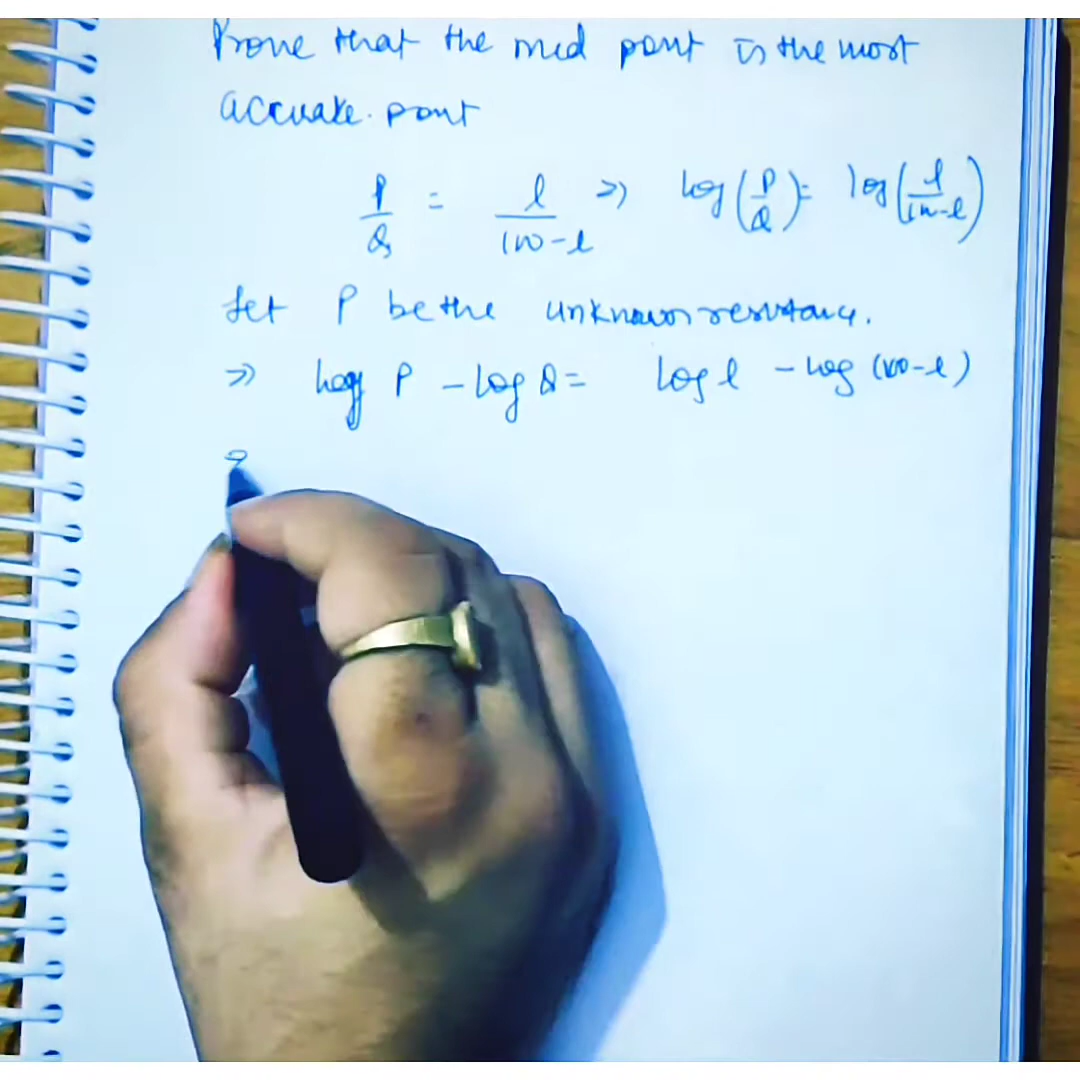 Prove that the mid point is the most
accurate point
P/Q = l/(100-l) => log(P/Q) = log(l/(100-l))
Let P be the unknown resistance.
=> log P - log Q = log l - log (100-l)